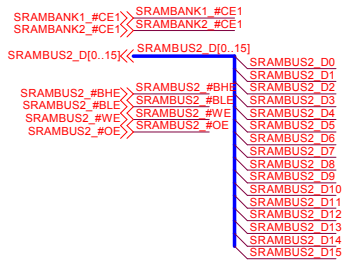 SRAMBANK1_#CE1 SRAMBANK1_#CE1
SRAMBANK2_#CE1 SRAMBANK2_#CE1
SRAMBUS2_D[0..15] SRAMBUS2_D[0..15]
SRAMBUS2_D0
SRAMBUS2_D1
SRAMBUS2_#BHE SRAMBUS2_#BHE SRAMBUS2_D2
SRAMBUS2_#BLE SRAMBUS2_#BLE SRAMBUS2_D3
SRAMBUS2_#WE SRAMBUS2_#WE SRAMBUS2_D4
SRAMBUS2_#OE SRAMBUS2_#OE SRAMBUS2_D5
SRAMBUS2_D6
SRAMBUS2_D7
SRAMBUS2_D8
SRAMBUS2_D9
SRAMBUS2_D10
SRAMBUS2_D11
SRAMBUS2_D12
SRAMBUS2_D13
SRAMBUS2_D14
SRAMBUS2_D15